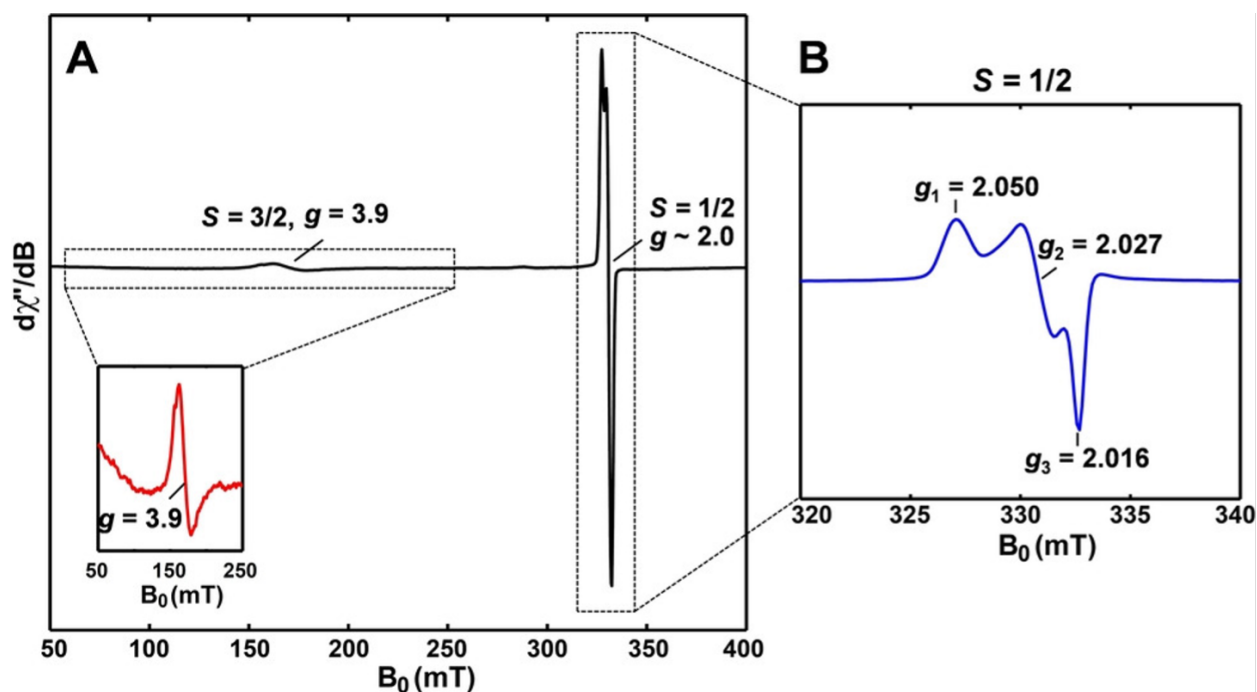 A
S = 3/2, g = 3.9
S = 1/2
g ~ 2.0
dχ"/dB
g = 3.9
50 150 250
B₀ (mT)
50 100 150 200 250 300 350 400
B₀ (mT)
B
S = 1/2
g₁ = 2.050
g₂ = 2.027
g₃ = 2.016
320 325 330 335 340
B₀ (mT)